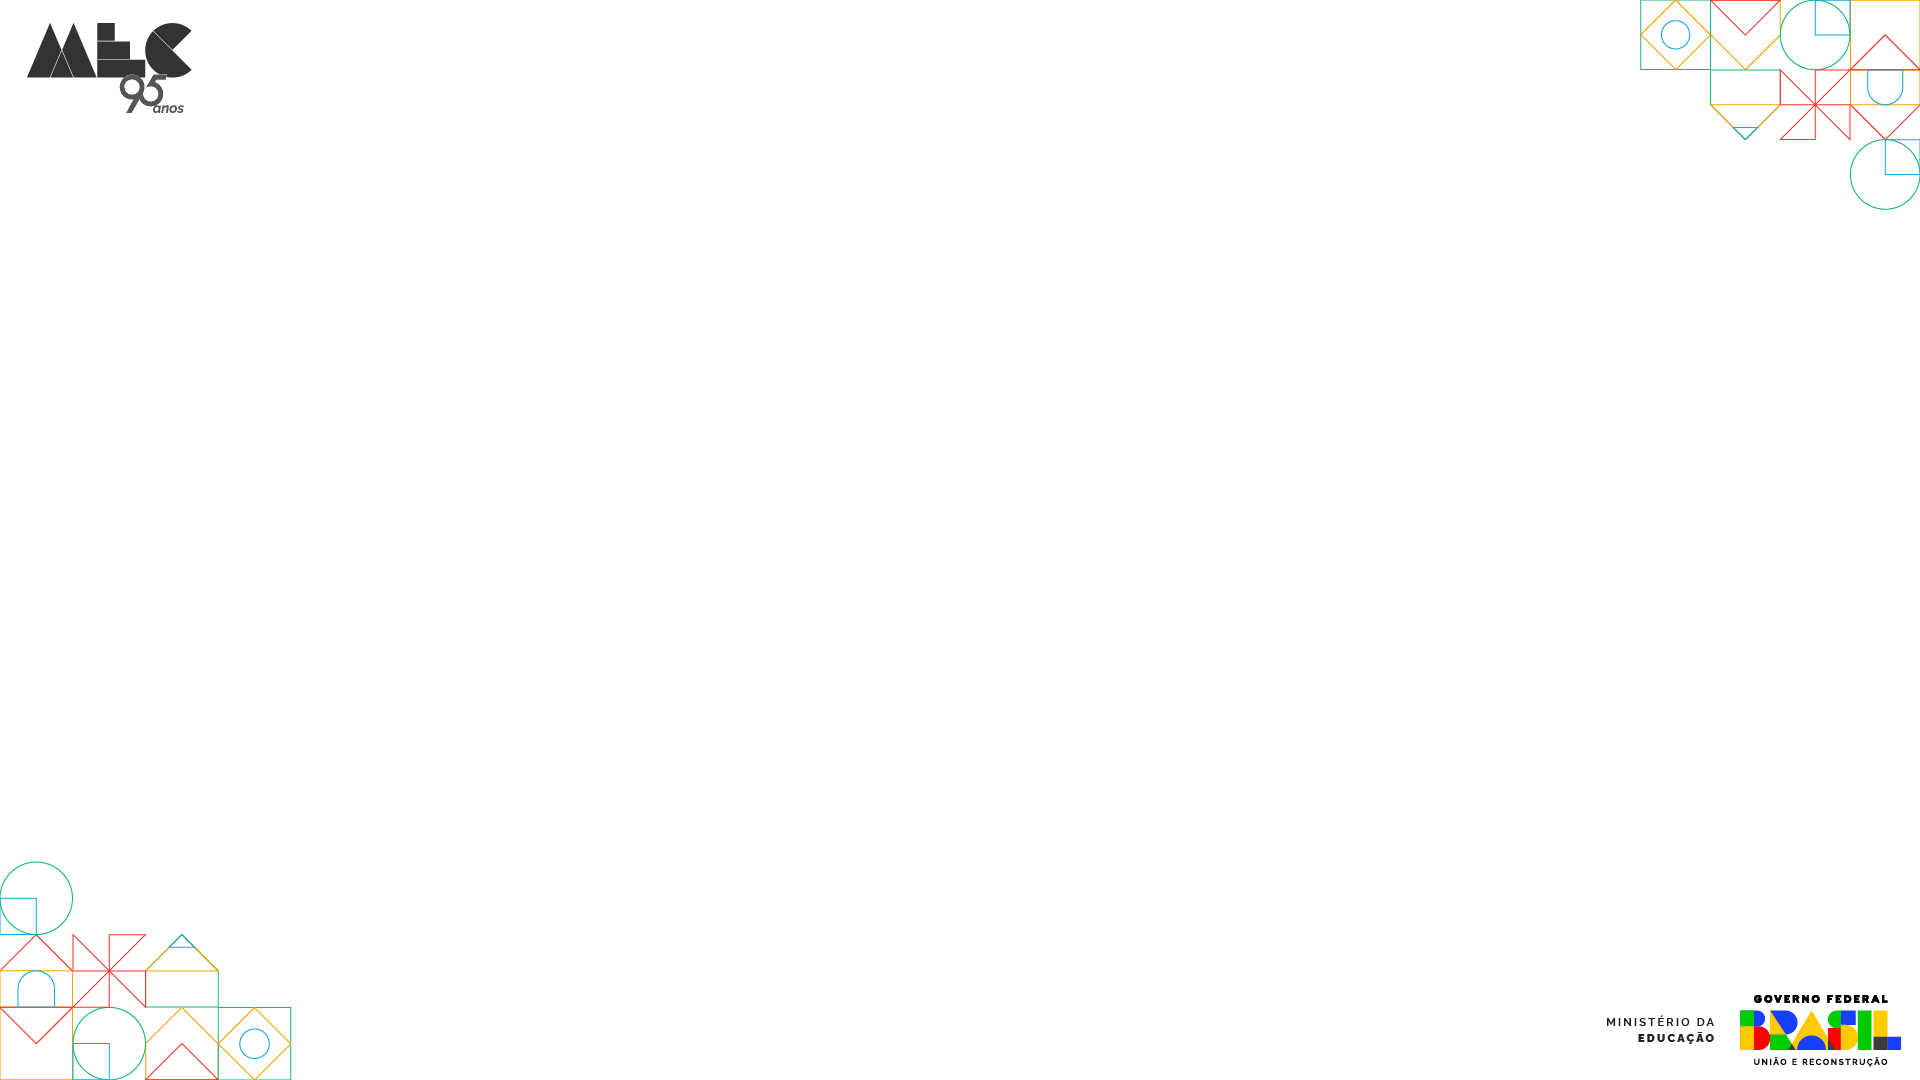 MEC
95
anos
MINISTÉRIO DA
EDUCAÇÃO
GOVERNO FEDERAL
BRASIL
UNIÃO E RECONSTRUÇÃO